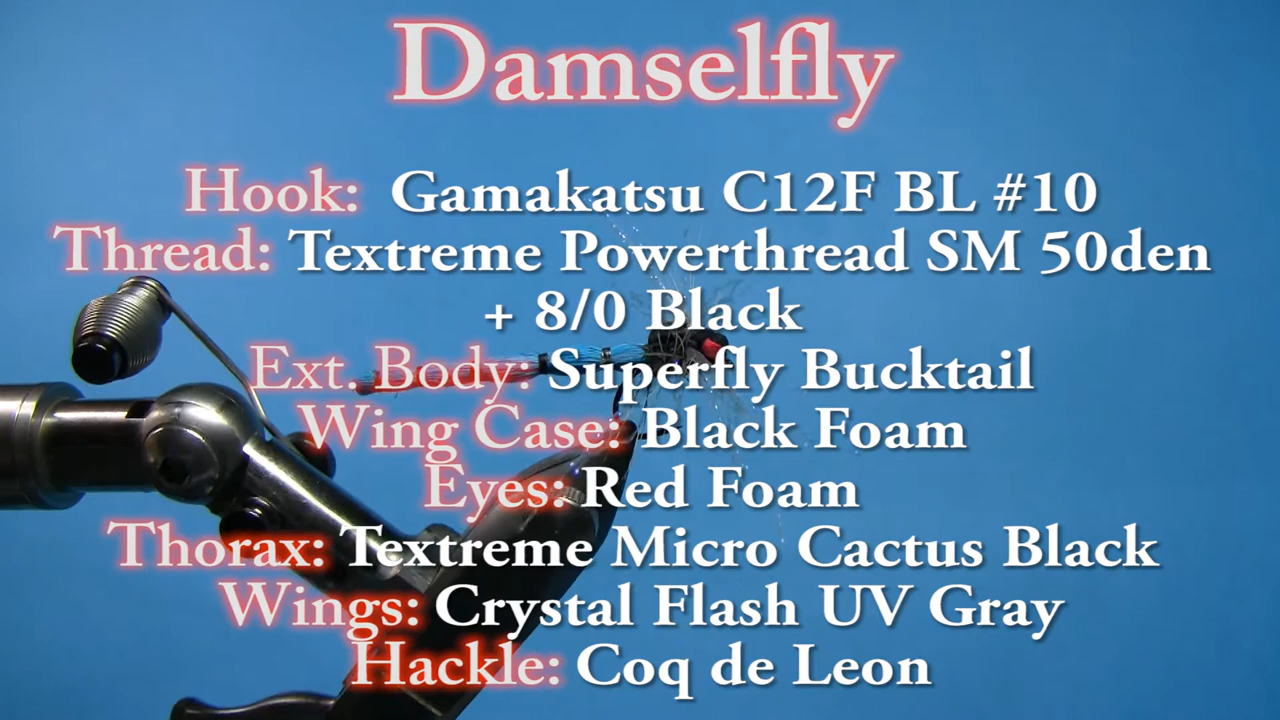 Damselfly
Hook: Gamakatsu C12F BL #10
Thread: Textreme Powerthread SM 50den
+ 8/0 Black
Ext. Body: Superfly Bucktail
Wing Case: Black Foam
Eyes: Red Foam
Thorax: Textreme Micro Cactus Black
Wings: Crystal Flash UV Gray
Hackle: Coq de Leon